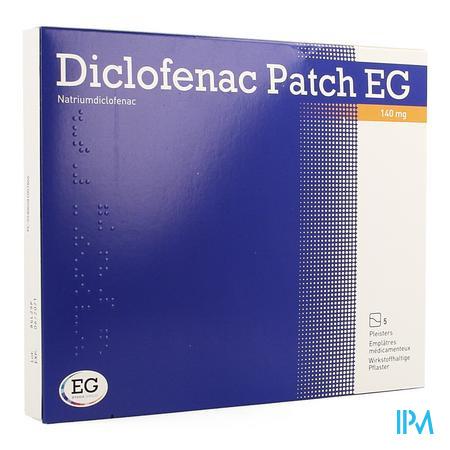 Diclofenac Patch EG
Natriumdiclofenac
140 mg
5
Pleisters
Emplâtres
médicamenteux
Wirkstoffhaltige
Pflaster
EG
IPM